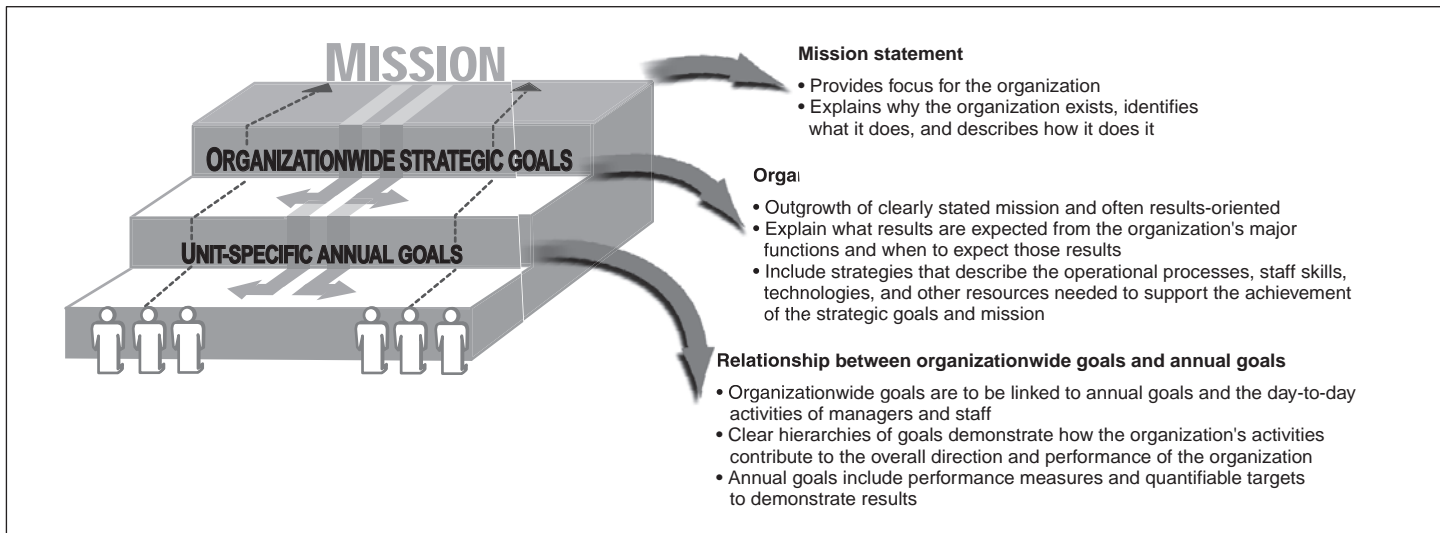 MISSION
ORGANIZATIONWIDE STRATEGIC GOALS
UNIT-SPECIFIC ANNUAL GOALS
Mission statement
• Provides focus for the organization
• Explains why the organization exists, identifies
what it does, and describes how it does it
Orga
• Outgrowth of clearly stated mission and often results-oriented
• Explain what results are expected from the organization's major
functions and when to expect those results
• Include strategies that describe the operational processes, staff skills,
technologies, and other resources needed to support the achievement
of the strategic goals and mission
Relationship between organizationwide goals and annual goals
• Organizationwide goals are to be linked to annual goals and the day-to-day
activities of managers and staff
• Clear hierarchies of goals demonstrate how the organization's activities
contribute to the overall direction and performance of the organization
• Annual goals include performance measures and quantifiable targets
to demonstrate results